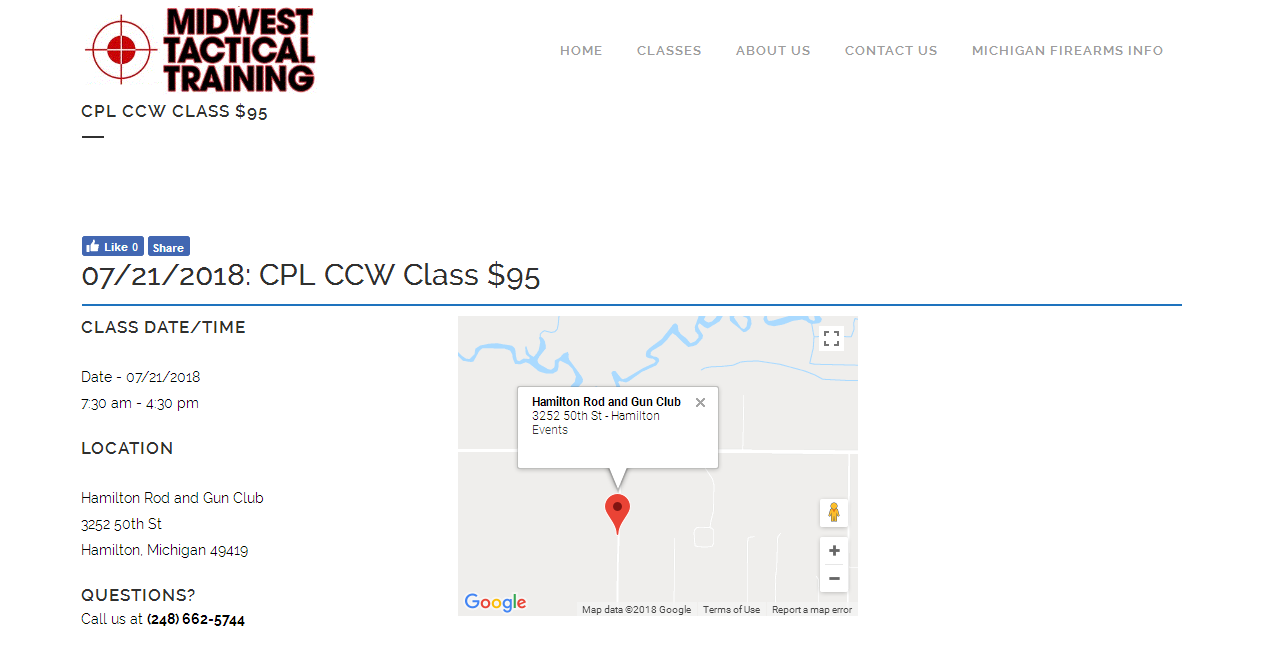 MIDWEST
TACTICAL
TRAINING
HOME
CLASSES
ABOUT US
CONTACT US
MICHIGAN FIREARMS INFO
CPL CCW CLASS $95
Like 0
Share
07/21/2018: CPL CCW Class $95
CLASS DATE/TIME
Date - 07/21/2018
7:30 am - 4:30 pm
LOCATION
Hamilton Rod and Gun Club
3252 50th St
Hamilton, Michigan 49419
QUESTIONS?
Call us at (248) 662-5744
Hamilton Rod and Gun Club
3252 50th St - Hamilton
Events
Google
Map data ©2018 Google
Terms of Use
Report a map error